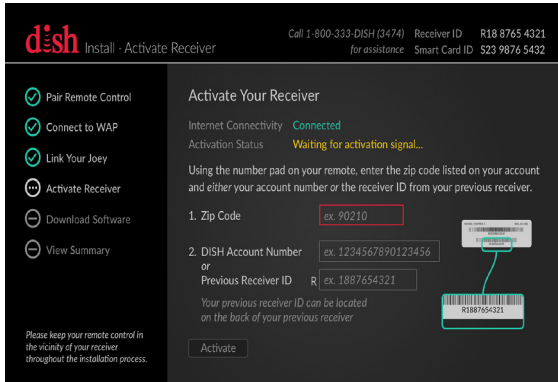 dish Install - Activate Receiver
Call 1-800-333-DISH (3474)
for assistance
Receiver ID R18 8765 4321
Smart Card ID S23 9876 5432
Pair Remote Control
Connect to WAP
Link Your Joey
Activate Receiver
Download Software
View Summary
Please keep your remote control in
the vicinity of your receiver
throughout the installation process.
Activate Your Receiver
Internet Connectivity Connected
Activation Status Waiting for activation signal...
Using the number pad on your remote, enter the zip code listed on your account
and either your account number or the receiver ID from your previous receiver.
1. Zip Code ex. 90210
2. DISH Account Number ex. 1234567890123456
or
Previous Receiver ID R ex. 1887654321
Your previous receiver ID can be located
on the back of your previous receiver
Activate
R1887654321